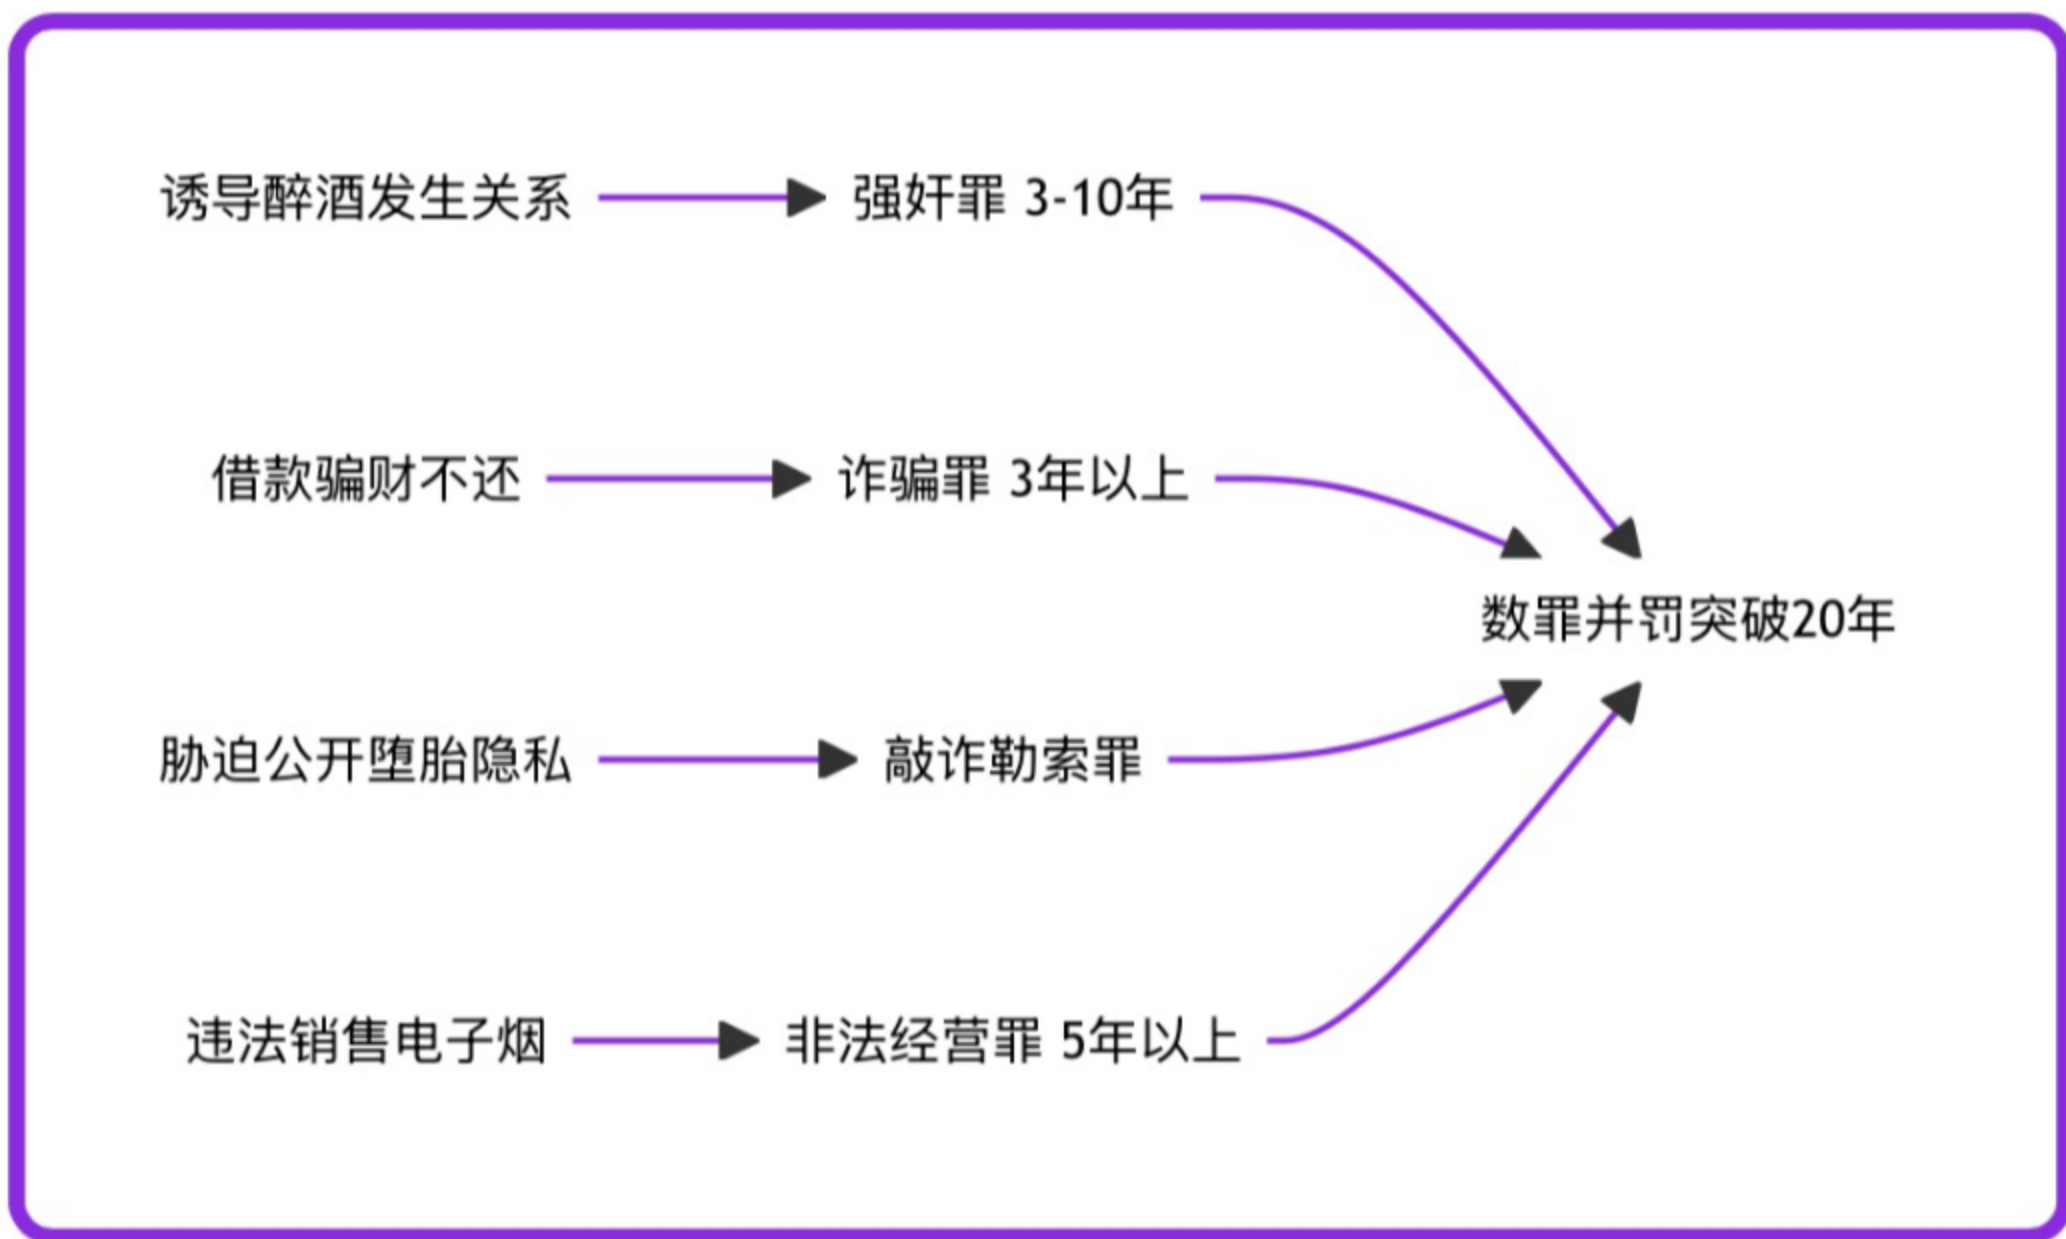 诱导醉酒发生关系
强奸罪 3-10年
借款骗财不还
诈骗罪 3年以上
数罪并罚突破20年
胁迫公开堕胎隐私
敲诈勒索罪
违法销售电子烟
非法经营罪 5年以上